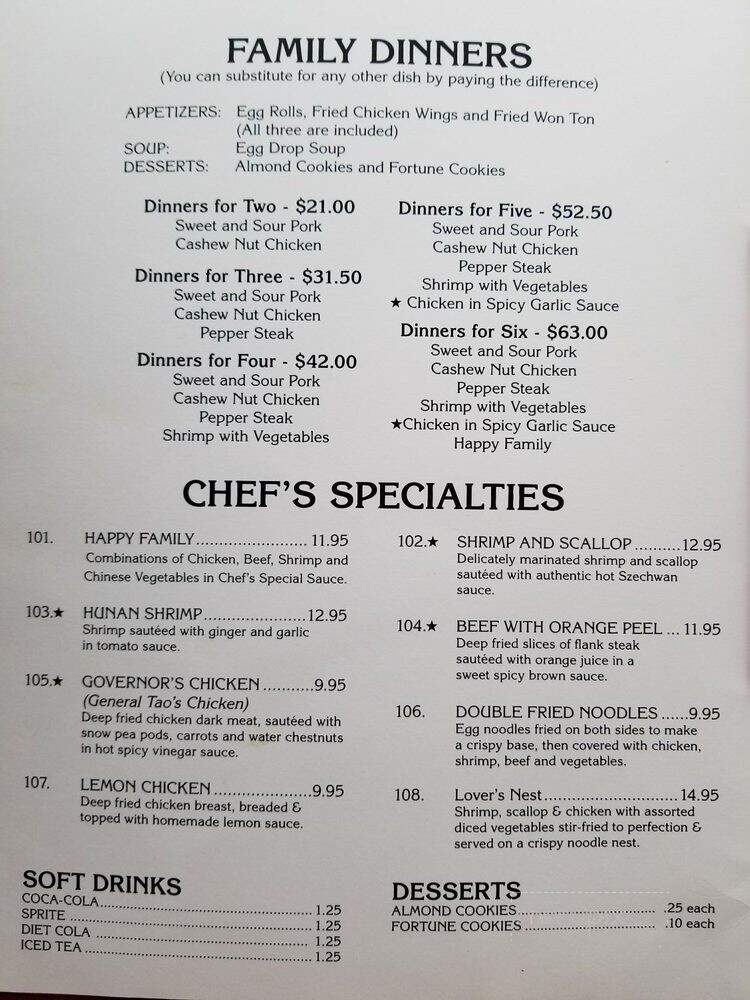 FAMILY DINNERS
(You can substitute for any other dish by paying the difference)
APPETIZERS: Egg Rolls, Fried Chicken Wings and Fried Won Ton
(All three are included)
SOUP: Egg Drop Soup
DESSERTS: Almond Cookies and Fortune Cookies
Dinners for Two - $21.00
Sweet and Sour Pork
Cashew Nut Chicken
Dinners for Three - $31.50
Sweet and Sour Pork
Cashew Nut Chicken
Pepper Steak
Dinners for Four - $42.00
Sweet and Sour Pork
Cashew Nut Chicken
Pepper Steak
Shrimp with Vegetables
Dinners for Five - $52.50
Sweet and Sour Pork
Cashew Nut Chicken
Pepper Steak
Shrimp with Vegetables
★ Chicken in Spicy Garlic Sauce
Dinners for Six - $63.00
Sweet and Sour Pork
Cashew Nut Chicken
Pepper Steak
Shrimp with Vegetables
★Chicken in Spicy Garlic Sauce
Happy Family
CHEF'S SPECIALTIES
101. HAPPY FAMILY........................ 11.95
Combinations of Chicken, Beef, Shrimp and
Chinese Vegetables in Chef's Special Sauce.
103.★ HUNAN SHRIMP......................12.95
Shrimp sautéed with ginger and garlic
in tomato sauce.
105.★ GOVERNOR'S CHICKEN ...........9.95
(General Tao's Chicken)
Deep fried chicken dark meat, sautéed with
snow pea pods, carrots and water chestnuts
in hot spicy vinegar sauce.
107. LEMON CHICKEN .....................9.95
Deep fried chicken breast, breaded &
topped with homemade lemon sauce.
102.★ SHRIMP AND SCALLOP ..........12.95
Delicately marinated shrimp and scallop
sautéed with authentic hot Szechwan
sauce.
104.★ BEEF WITH ORANGE PEEL ... 11.95
Deep fried slices of flank steak
sautéed with orange juice in a
sweet spicy brown sauce.
106. DOUBLE FRIED NOODLES ......9.95
Egg noodles fried on both sides to make
a crispy base, then covered with chicken,
shrimp, beef and vegetables.
108. Lover's Nest............................ 14.95
Shrimp, scallop & chicken with assorted
diced vegetables stir-fried to perfection &
served on a crispy noodle nest.
SOFT DRINKS
COCA-COLA...................................................... 1.25
SPRITE ............................................................. 1.25
DIET COLA ....................................................... 1.25
ICED TEA .......................................................... 1.25
DESSERTS
ALMOND COOKIES................................... .25 each
FORTUNE COOKIES ................................. .10 each